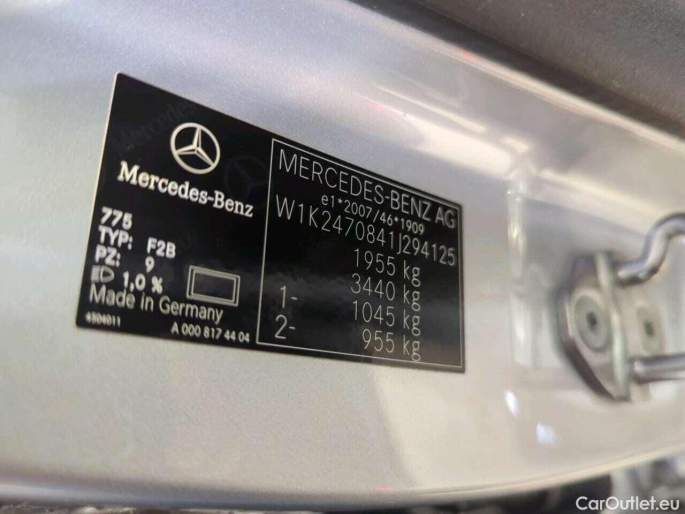 Mercedes-Benz
775
TYP: F2B
PZ: 9
1,0 %
Made in Germany
4504011
A 000 817 44 04
MERCEDES-BENZ AG
e1*2007/46*1909
W1K2470841J294125
1955 kg
3440 kg
1- 1045 kg
2- 955 kg
CarOutlet.eu